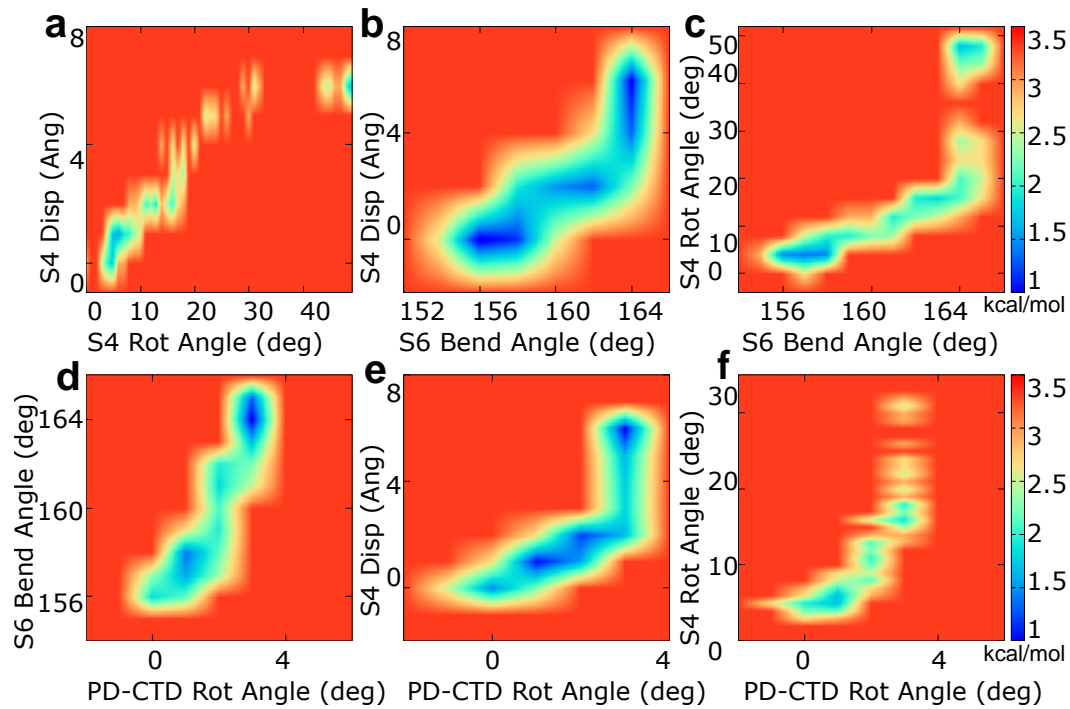 a
8
4
0
S4 Disp (Ang)
0 10 20 30 40
S4 Rot Angle (deg)
b
8
4
0
S4 Disp (Ang)
152 156 160 164
S6 Bend Angle (deg)
c
50
40
30
20
10
0
S4 Rot Angle (deg)
156 160 164
S6 Bend Angle (deg)
3.5
3
2.5
2
1.5
1
kcal/mol
d
164
160
156
S6 Bend Angle (deg)
0 4
PD-CTD Rot Angle (deg)
e
8
4
0
S4 Disp (Ang)
0 4
PD-CTD Rot Angle (deg)
f
30
20
10
0
S4 Rot Angle (deg)
0 4
PD-CTD Rot Angle (deg)
3.5
3
2.5
2
1.5
1
kcal/mol